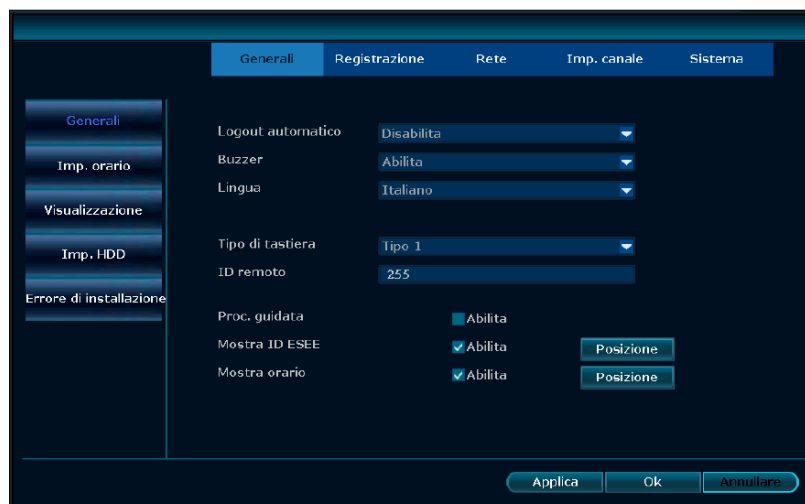 Generali Registrazione Rete Imp. canale Sistema
Generali
Imp. orario
Visualizzazione
Imp. HDD
Errore di installazione
Logout automatico Disabilita
Buzzer Abilita
Lingua Italiano
Tipo di tastiera Tipo 1
ID remoto 255
Proc. guidata Abilita
Mostra ID ESEE Abilita Posizione
Mostra orario Abilita Posizione
Applica Ok Annullare